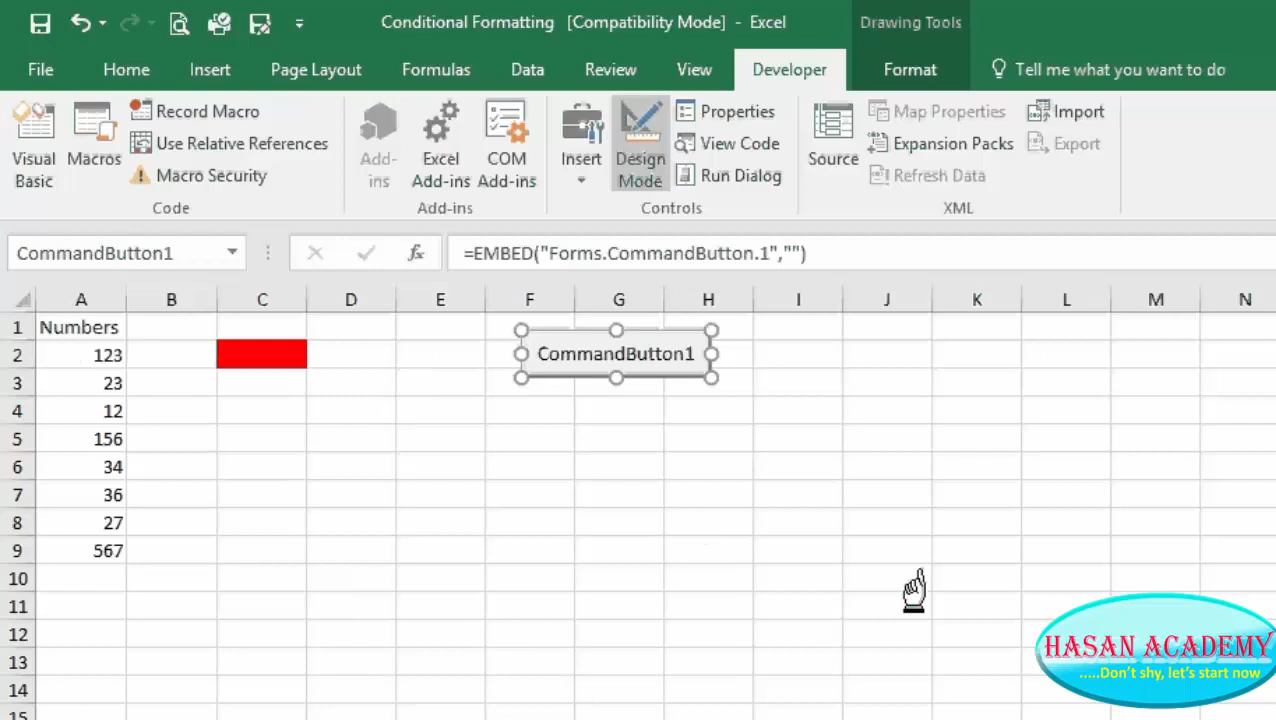 Conditional Formatting [Compatibility Mode] - Excel
Drawing Tools
File Home Insert Page Layout Formulas Data Review View Developer Format Tell me what you want to do
Visual Basic
Macros
Record Macro
Use Relative References
Macro Security
Code
Add-ins
Excel Add-ins
COM Add-ins
Add-ins
Insert
Design Mode
Properties
View Code
Run Dialog
Controls
Source
Map Properties
Expansion Packs
Refresh Data
Import
Export
XML
CommandButton1 fx =EMBED("Forms.CommandButton.1","")
A B C D E F G H I J K L M N
1 Numbers
CommandButton1
2 123
3 23
4 12
5 156
6 34
7 36
8 27
9 567
10
11
12
13
14
15
HASAN ACADEMY
.....Don't shy, let's start now